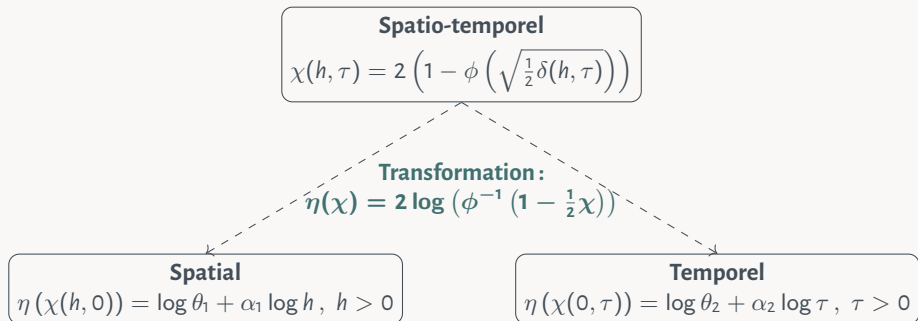 Spatio-temporel
χ(h, τ) = 2 (1 − ϕ (√(½δ(h, τ))))
Transformation :
η(χ) = 2 log (ϕ⁻¹ (1 − ½χ))
Spatial
η (χ(h, 0)) = log θ₁ + α₁ log h , h > 0
Temporel
η (χ(0, τ)) = log θ₂ + α₂ log τ , τ > 0